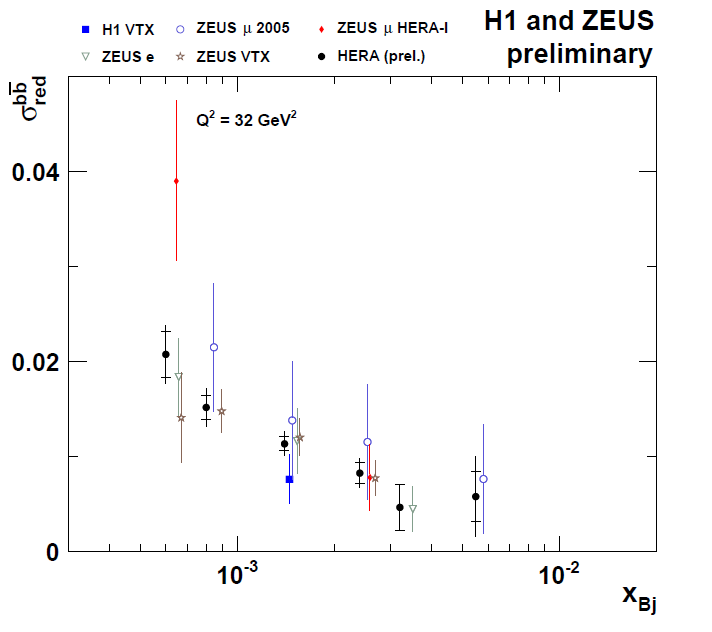 H1 and ZEUS
preliminary
H1 VTX
ZEUS μ 2005
ZEUS μ HERA-I
ZEUS e
ZEUS VTX
HERA (prel.)
σ_red^{bb̅}
Q² = 32 GeV²
0.04
0.02
0
10⁻³
10⁻²
x_Bj